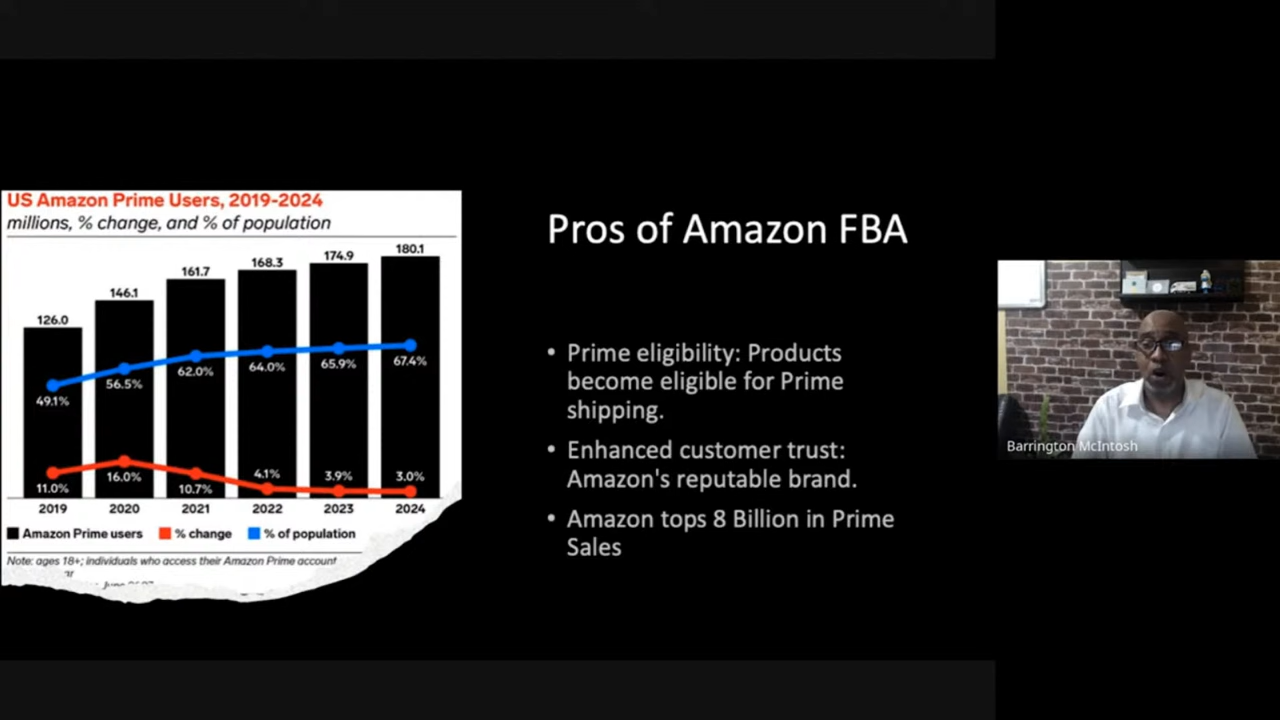 US Amazon Prime Users, 2019-2024
millions, % change, and % of population
126.0
146.1
161.7
168.3
174.9
180.1
49.1%
56.5%
62.0%
64.0%
65.9%
67.4%
11.0%
16.0%
10.7%
4.1%
3.9%
3.0%
2019 2020 2021 2022 2023 2024
Amazon Prime users % change % of population
Note: ages 18+; individuals who access their Amazon Prime account
Pros of Amazon FBA
• Prime eligibility: Products
become eligible for Prime
shipping.
• Enhanced customer trust:
Amazon's reputable brand.
• Amazon tops 8 Billion in Prime
Sales
Barrington McIntosh